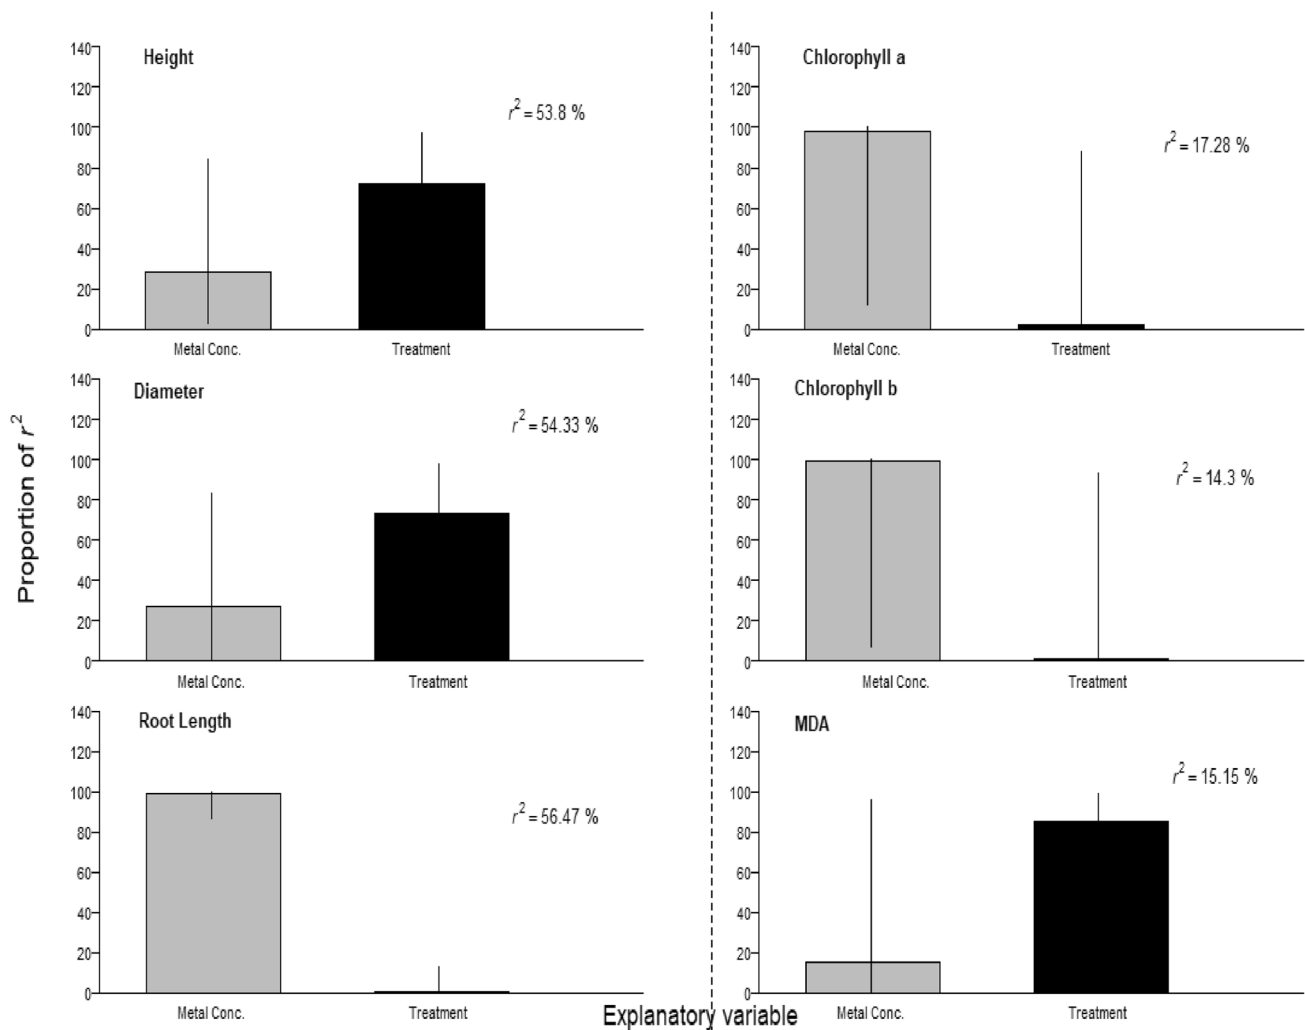 Proportion of r²
Height
r² = 53.8 %
140
120
100
80
60
40
20
0
Metal Conc.
Treatment
Diameter
r² = 54.33 %
140
120
100
80
60
40
20
0
Metal Conc.
Treatment
Root Length
r² = 56.47 %
140
120
100
80
60
40
20
0
Metal Conc.
Treatment
Chlorophyll a
r² = 17.28 %
140
120
100
80
60
40
20
0
Metal Conc.
Treatment
Chlorophyll b
r² = 14.3 %
140
120
100
80
60
40
20
0
Metal Conc.
Treatment
MDA
r² = 15.15 %
140
120
100
80
60
40
20
0
Metal Conc.
Treatment
Explanatory variable